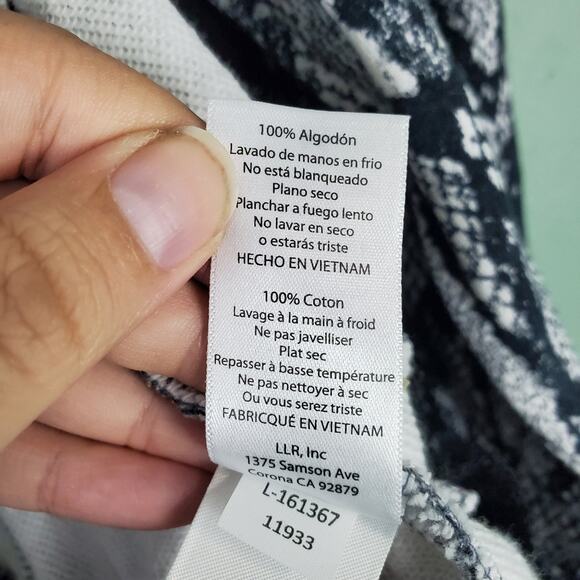 100% Algodón
Lavado de manos en frio
No está blanqueado
Plano seco
Planchar a fuego lento
No lavar en seco
o estarás triste
HECHO EN VIETNAM
100% Coton
Lavage à la main à froid
Ne pas javelliser
Plat sec
Repasser à basse température
Ne pas nettoyer à sec
Ou vous serez triste
FABRICQUÉ EN VIETNAM
LLR, Inc
1375 Samson Ave
Corona CA 92879
L-161367
11933